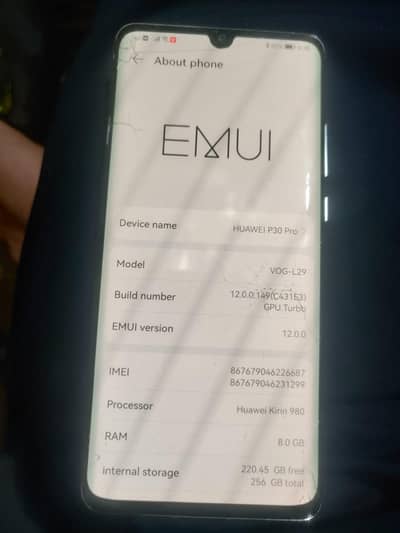 About phone
EMUI
Device name HUAWEI P30 Pro
Model VOG-L29
Build number 12.0.0.149(C431E3)
GPU Turbo
EMUI version 12.0.0
IMEI 867679046226687
867679046231299
Processor Huawei Kirin 980
RAM 8.0 GB
internal storage 220.45 GB free
256 GB total